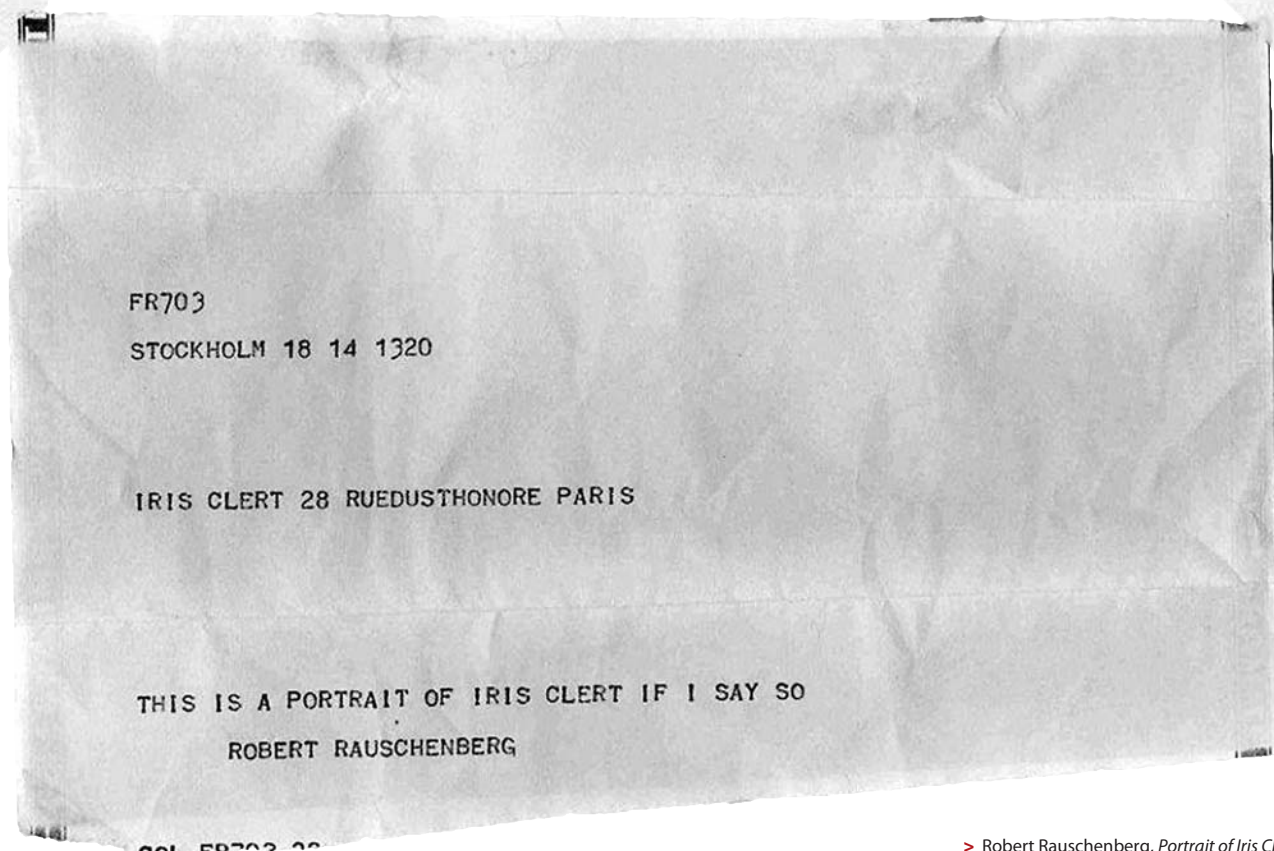 FR703
STOCKHOLM 18 14 1320
IRIS CLERT 28 RUEDUSTHONORE PARIS
THIS IS A PORTRAIT OF IRIS CLERT IF I SAY SO
ROBERT RAUSCHENBERG
FR703
> Robert Rauschenberg, Portrait of Iris